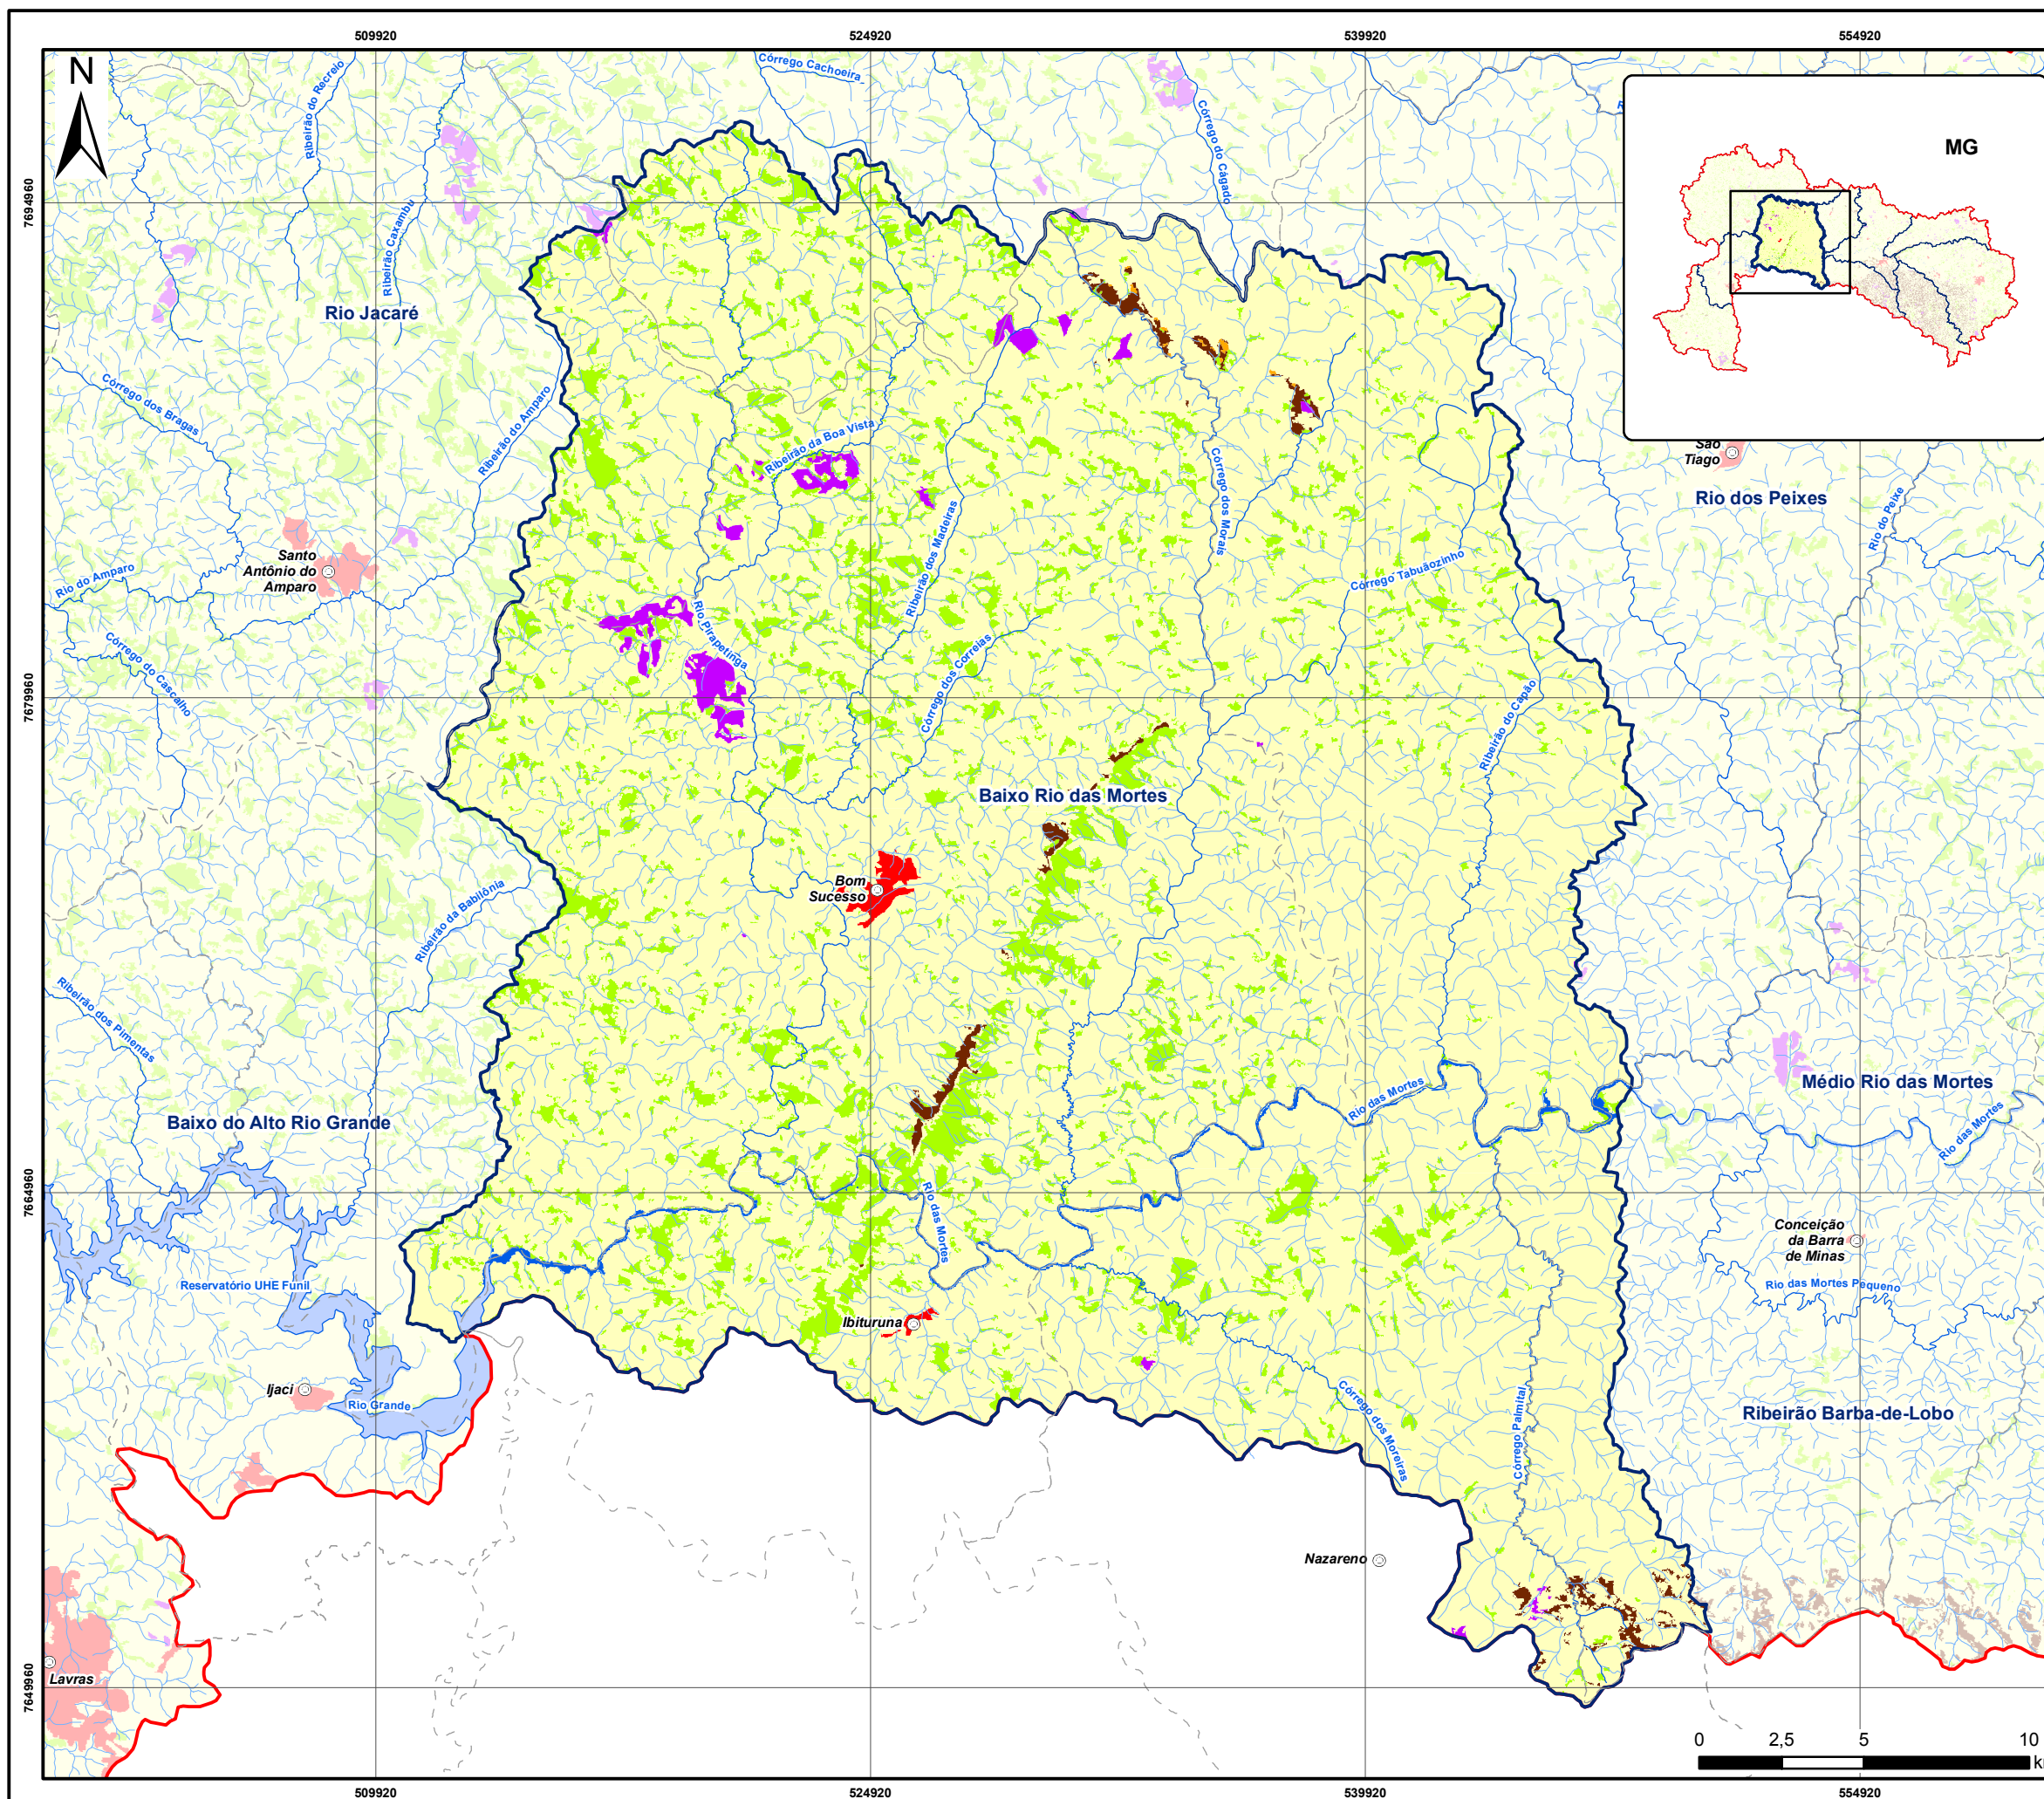 509920
524920
539920
554920
N
MG
7694960
7679960
7664960
7649960
Ribeirão do Recreio
Córrego Cachoeira
Córrego do Cágado
Ribeirão Caxambu
Rio Jacaré
Córrego dos Bragas
Ribeirão do Amparo
Ribeirão da Boa Vista
São
Tiago
Rio dos Peixes
Rio do Peixe
Córrego dos Morais
Ribeirão dos Madeiras
Santo
Antônio do
Amparo
Rio do Amparo
Córrego Tabuãozinho
Córrego do Cascalho
Rio Pirapetinga
Córrego dos Correias
Ribeirão do Capão
Baixo Rio das Mortes
Bom
Sucesso
Ribeirão da Babilônia
Ribeirão dos Pimentas
Rio das Mortes
Médio Rio das Mortes
Rio das Mortes
Baixo do Alto Rio Grande
Rio das Mortes
Conceição
da Barra
de Minas
Rio das Mortes Pequeno
Reservatório UHE Funil
Ibituruna
Ijaci
Rio Grande
Córrego dos Moreiras
Córrego Palmital
Ribeirão Barba-de-Lobo
Nazareno
Lavras
0
2,5
5
10
509920
524920
539920
554920